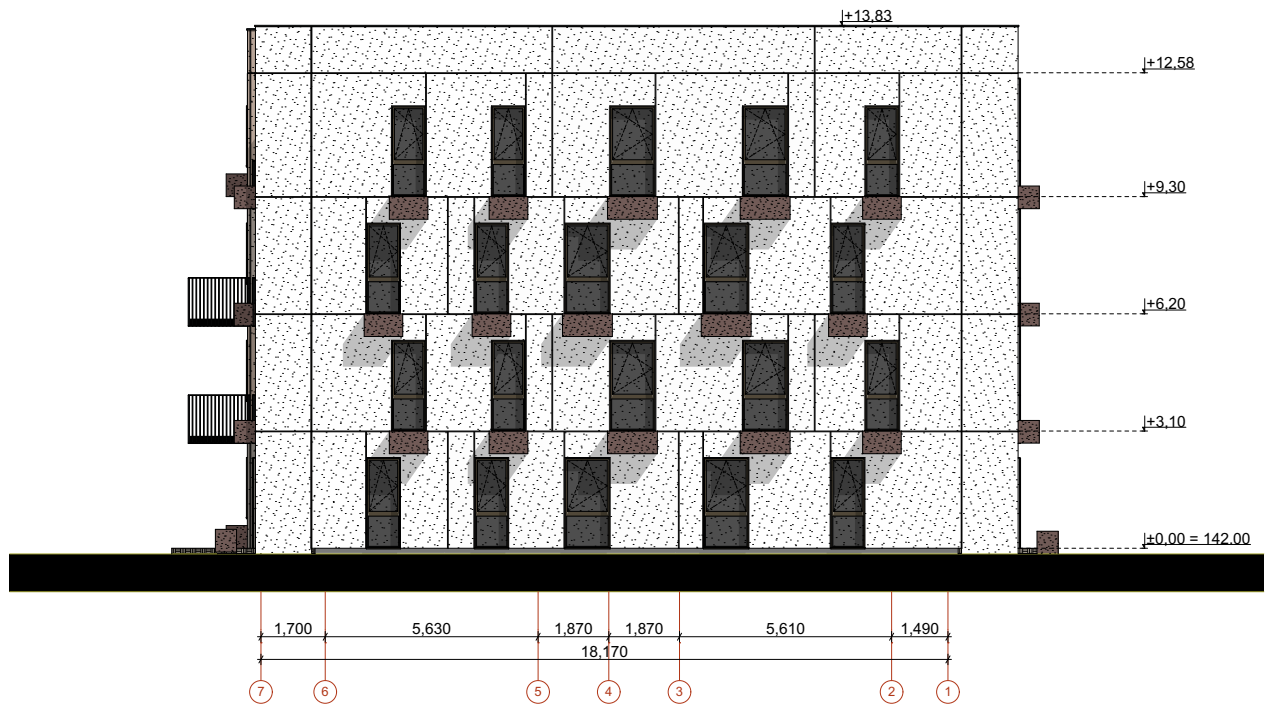 +13,83
+12,58
+9,30
+6,20
+3,10
±0,00 = 142,00
1,700 5,630 1,870 1,870 5,610 1,490
18,170
7 6 5 4 3 2 1